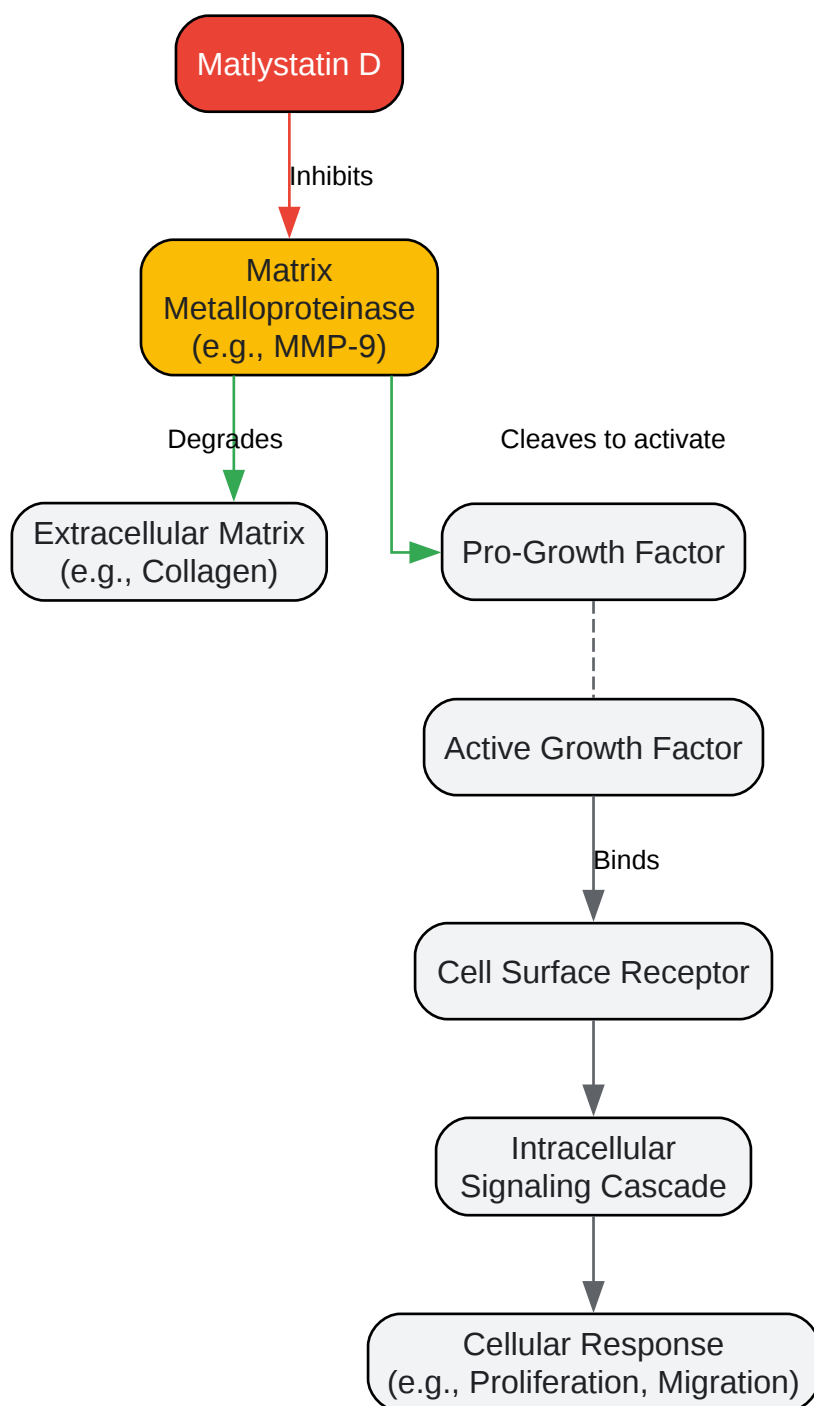 Matlystatin D
Inhibits
Matrix
Metalloproteinase
(e.g., MMP-9)
Degrades
Cleaves to activate
Extracellular Matrix
(e.g., Collagen)
Pro-Growth Factor
Active Growth Factor
Binds
Cell Surface Receptor
Intracellular
Signaling Cascade
Cellular Response
(e.g., Proliferation, Migration)